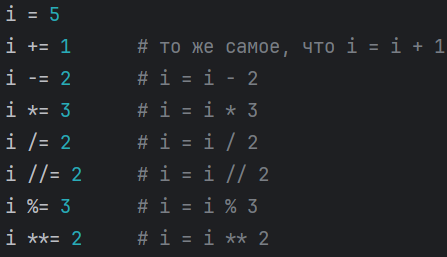 i = 5
i += 1      # то же самое, что i = i + 1
i -= 2      # i = i - 2
i *= 3      # i = i * 3
i /= 2      # i = i / 2
i //= 2     # i = i // 2
i %= 3      # i = i % 3
i **= 2     # i = i ** 2